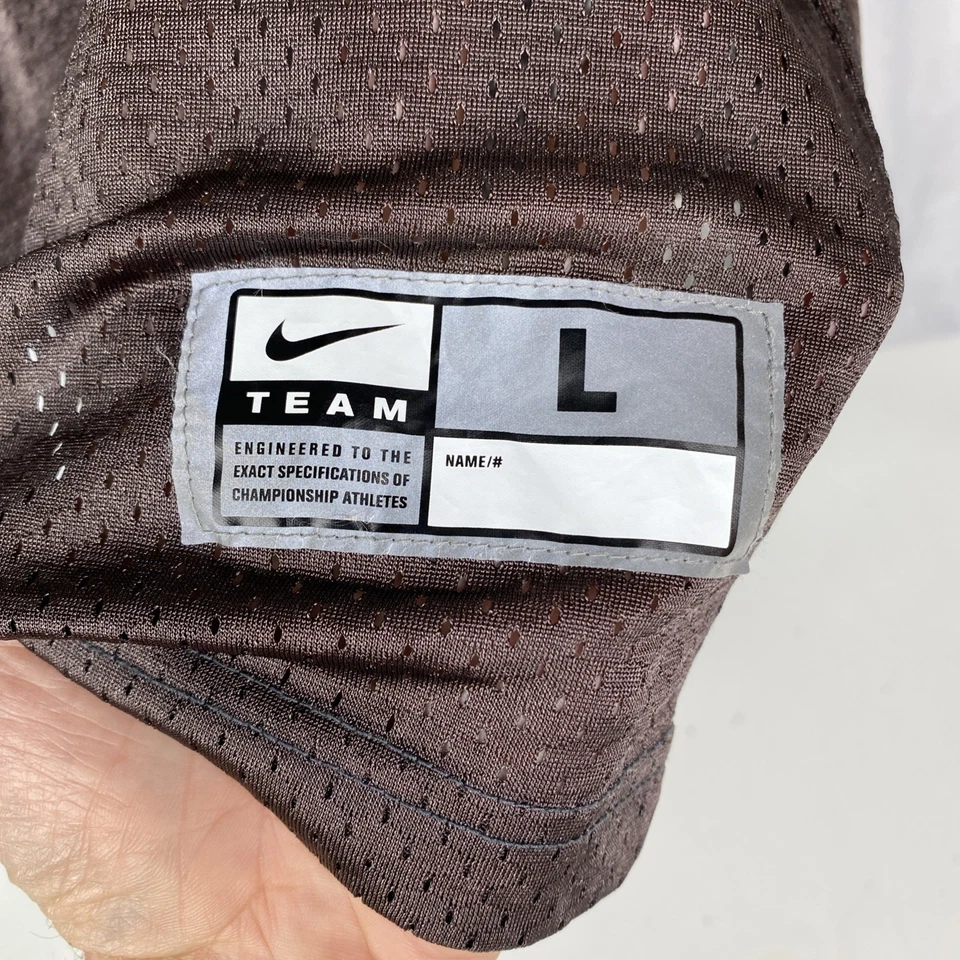 TEAM
ENGINEERED TO THE
EXACT SPECIFICATIONS OF
CHAMPIONSHIP ATHLETES
L
NAME/#